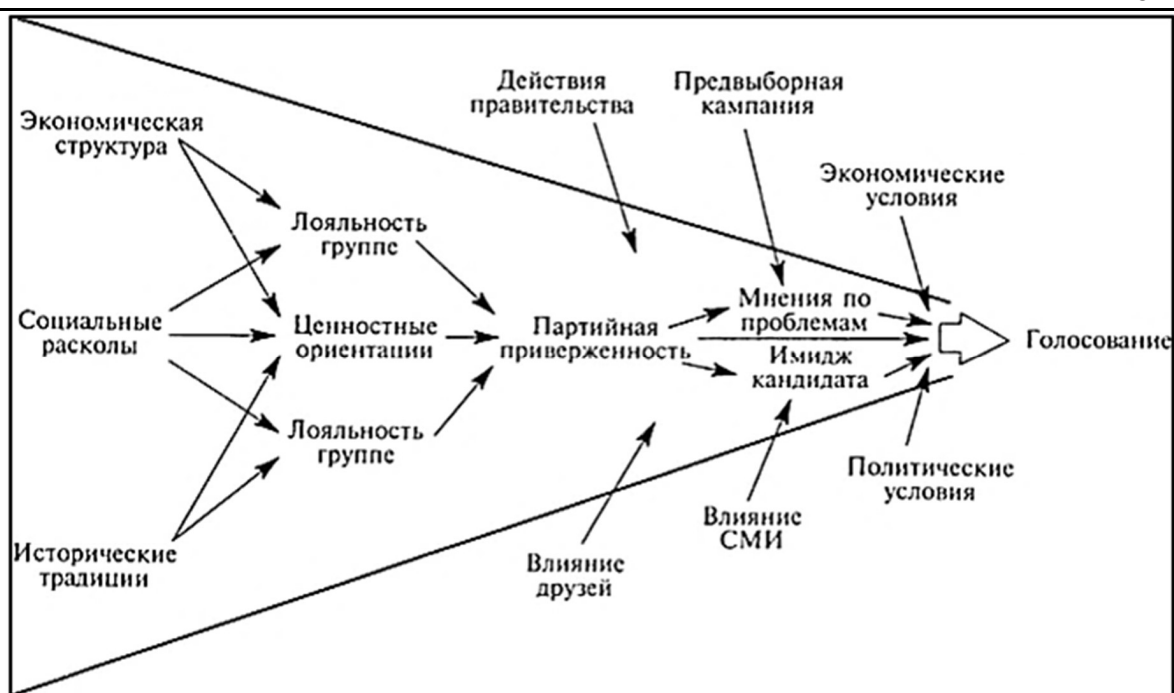 Действия
правительства
Предвыборная
кампания
Экономическая
структура
Экономические
условия
Лояльность
группе
Мнения по
проблемам
Социальные
расколы
Ценностные
ориентации
Партийная
приверженность
Голосование
Имидж
кандидата
Лояльность
группе
Политические
условия
Влияние
СМИ
Исторические
традиции
Влияние
друзей